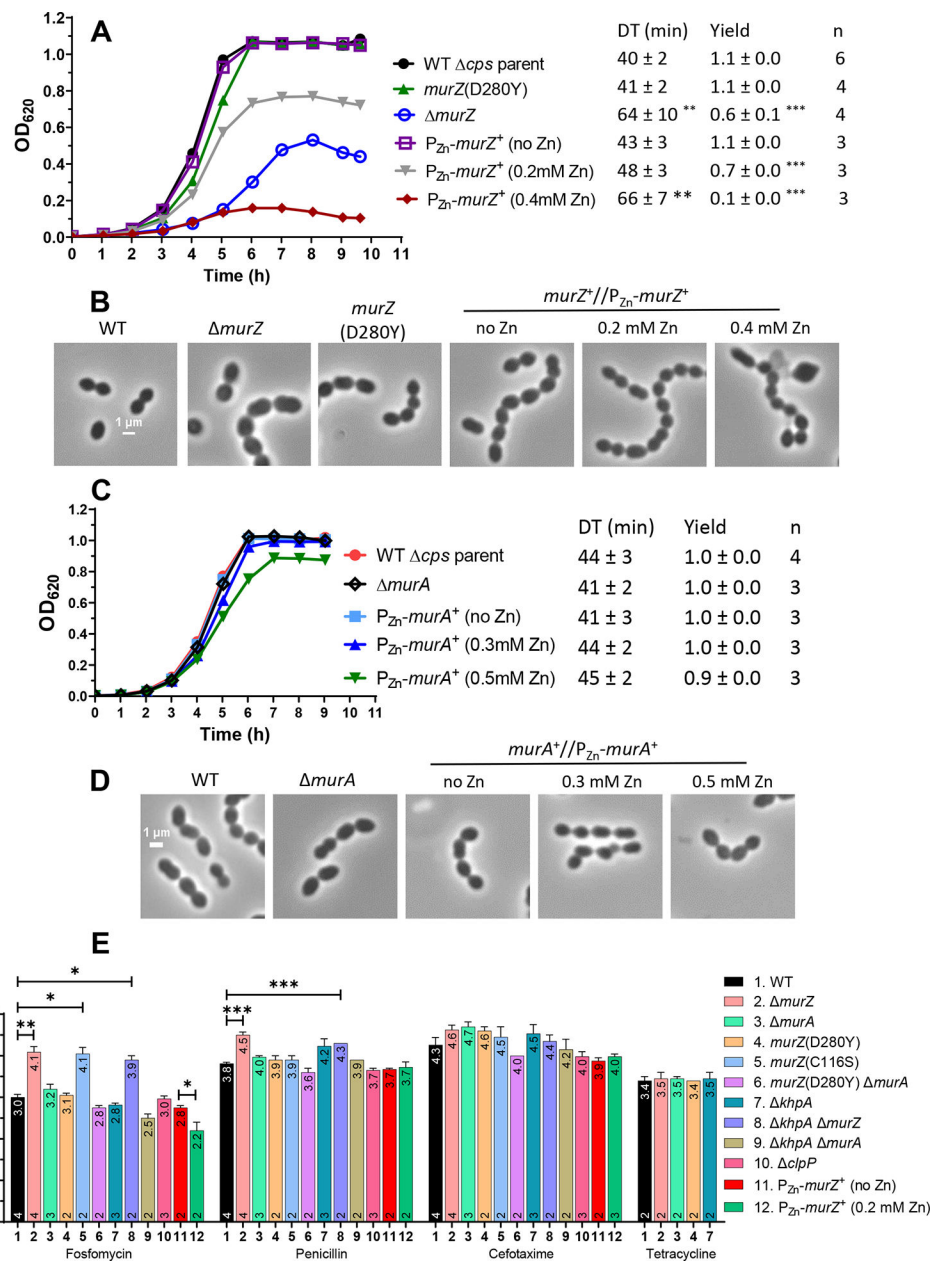 A
1.2
1.0
0.8
0.6
0.4
0.2
0.0
OD620
0 1 2 3 4 5 6 7 8 9 10 11
Time (h)
DT (min) Yield n
WT Δcps parent 40 ± 2 1.1 ± 0.0 6
murZ(D280Y) 41 ± 2 1.1 ± 0.0 4
ΔmurZ 64 ± 10 ** 0.6 ± 0.1 *** 4
PZn-murZ+ (no Zn) 43 ± 3 1.1 ± 0.0 3
PZn-murZ+ (0.2mM Zn) 48 ± 3 0.7 ± 0.0 *** 3
PZn-murZ+ (0.4mM Zn) 66 ± 7 ** 0.1 ± 0.0 *** 3
B
murZ+//PZn-murZ+
WT ΔmurZ murZ (D280Y) no Zn 0.2 mM Zn 0.4 mM Zn
1 μm
C
1.2
1.0
0.8
0.6
0.4
0.2
0.0
OD620
0 1 2 3 4 5 6 7 8 9 10 11
Time (h)
DT (min) Yield n
WT Δcps parent 44 ± 3 1.0 ± 0.0 4
ΔmurA 41 ± 2 1.0 ± 0.0 3
PZn-murA+ (no Zn) 41 ± 3 1.0 ± 0.0 3
PZn-murA+ (0.3mM Zn) 44 ± 2 1.0 ± 0.0 3
PZn-murA+ (0.5mM Zn) 45 ± 2 0.9 ± 0.0 3
D
murA+//PZn-murA+
WT ΔmurA no Zn 0.3 mM Zn 0.5 mM Zn
1 μm
E
* * ** *
*** ***
3.0 4.1 3.2 3.1 4.1 2.8 2.8 3.9 2.5 3.0 2.8 2.2
3.8 4.5 4.0 3.9 3.9 3.6 4.2 4.3 3.9 3.7 3.7 3.7
4.3 4.6 4.7 4.6 4.5 4.0 4.5 4.4 4.2 4.0 3.9 4.0
3.4 3.5 3.5 3.4 3.5
4 4 3 2 3 2 3 2 2 3 2 2
4 4 2 2 2 2 2 2 2 3 2 2
4 2 3 2 2 2 2 2 2 3 2 3
2 2 2 2 2
1 2 3 4 5 6 7 8 9 10 11 12
1 2 3 4 5 6 7 8 9 10 11 12
1 2 3 4 5 6 7 8 9 10 11 12
1 2 3 4 7
Fosfomycin Penicillin Cefotaxime Tetracycline
1. WT
2. ΔmurZ
3. ΔmurA
4. murZ(D280Y)
5. murZ(C116S)
6. murZ(D280Y) ΔmurA
7. ΔkhpA
8. ΔkhpA ΔmurZ
9. ΔkhpA ΔmurA
10. ΔclpP
11. PZn-murZ+ (no Zn)
12. PZn-murZ+ (0.2 mM Zn)